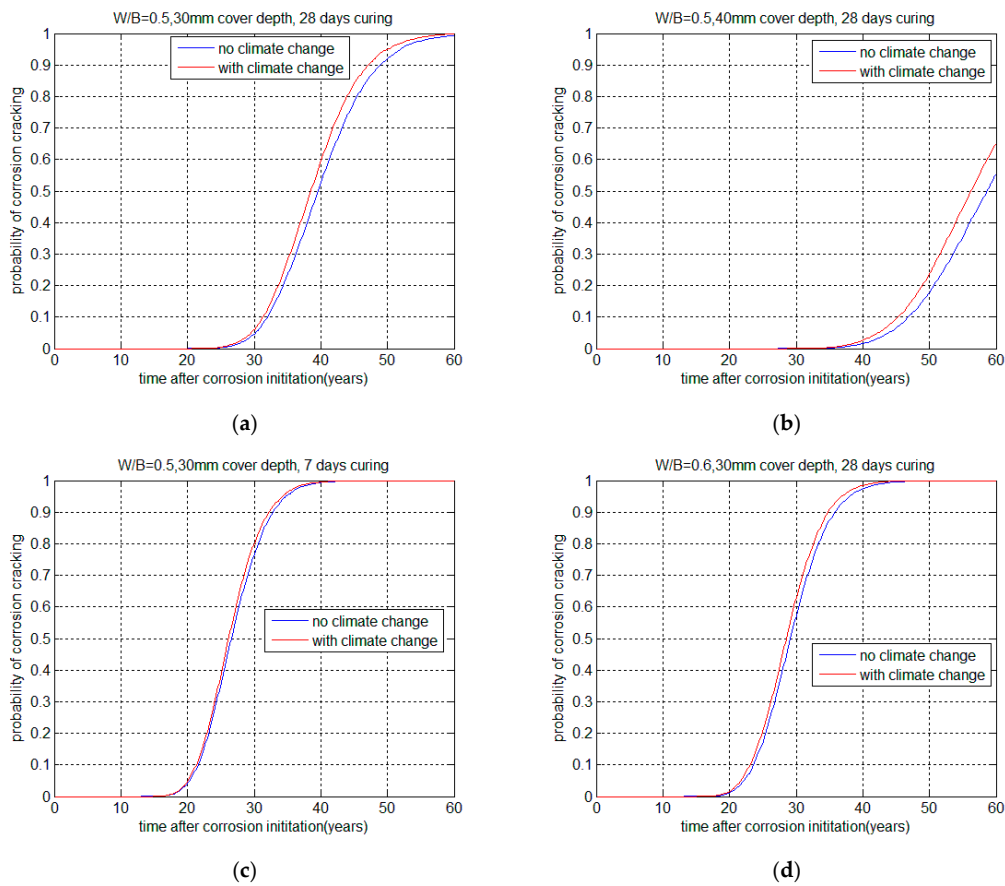 W/B=0.5,30mm cover depth, 28 days curing
1
0.9
0.8
0.7
0.6
0.5
0.4
0.3
0.2
0.1
0
probability of corrosion cracking
no climate change
with climate change
0 10 20 30 40 50 60
time after corrosion inititation(years)
(a)
W/B=0.5,40mm cover depth, 28 days curing
1
0.9
0.8
0.7
0.6
0.5
0.4
0.3
0.2
0.1
0
probability of corrosion cracking
no climate change
with climate change
0 10 20 30 40 50 60
time after corrosion inititation(years)
(b)
W/B=0.5,30mm cover depth, 7 days curing
1
0.9
0.8
0.7
0.6
0.5
0.4
0.3
0.2
0.1
0
probability of corrosion cracking
no climate change
with climate change
0 10 20 30 40 50 60
time after corrosion inititation(years)
(c)
W/B=0.6,30mm cover depth, 28 days curing
1
0.9
0.8
0.7
0.6
0.5
0.4
0.3
0.2
0.1
0
probability of corrosion cracking
no climate change
with climate change
0 10 20 30 40 50 60
time after corrosion inititation(years)
(d)